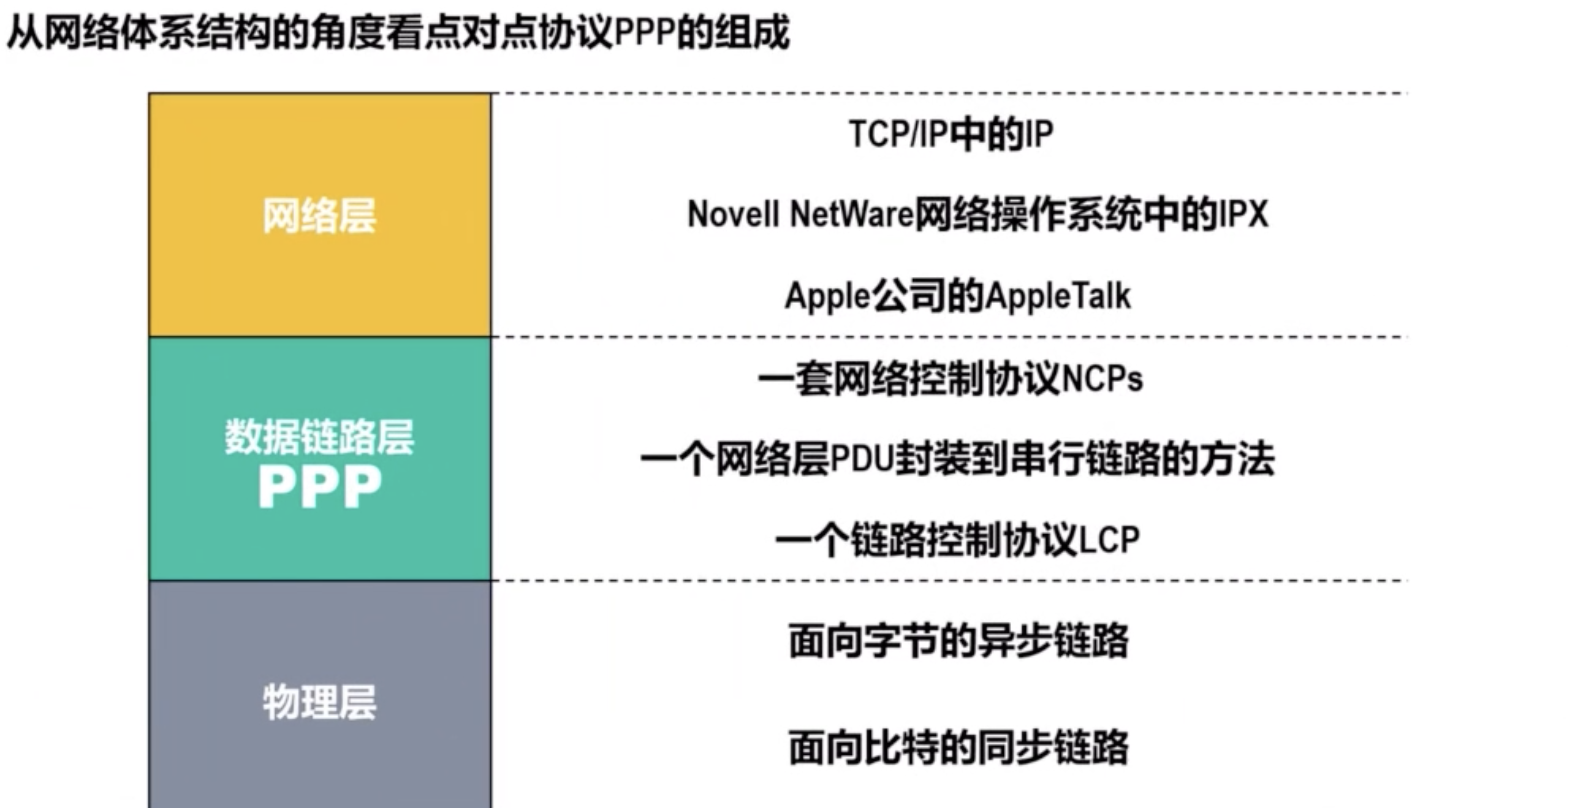 从网络体系结构的角度看点对点协议PPP的组成
网络层
TCP/IP中的IP
Novell NetWare网络操作系统中的IPX
Apple公司的AppleTalk
数据链路层
PPP
一套网络控制协议NCPs
一个网络层PDU封装到串行链路的方法
一个链路控制协议LCP
物理层
面向字节的异步链路
面向比特的同步链路